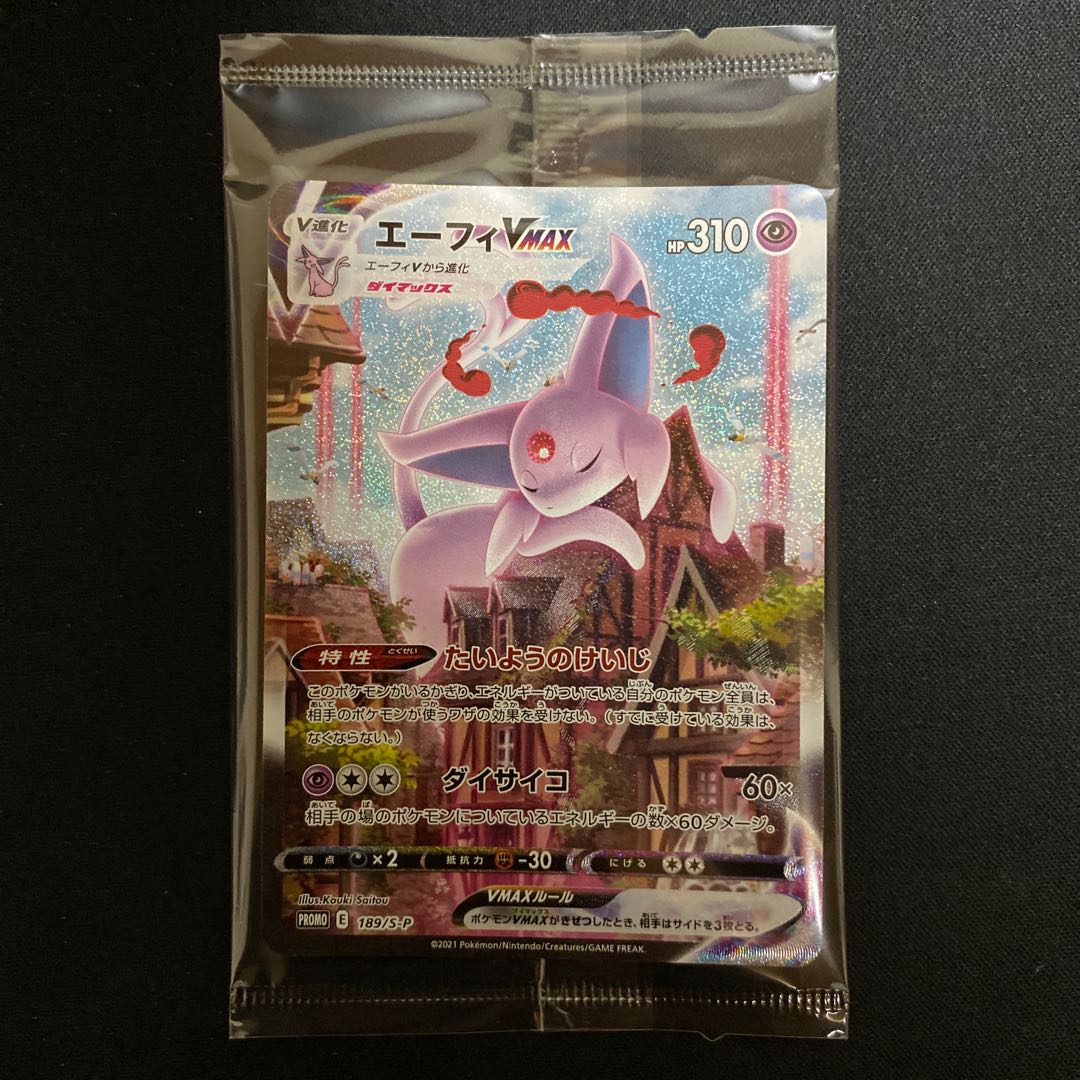 V進化 エーフィVMAX HP310
エーフィVから進化
ダイマックス
特性 とくせい たいようのけいじ
このポケモンがいるかぎり、エネルギーがついている自分のポケモン全員は、
相手のポケモンが使うワザの効果を受けない。(すでに受けている効果は、
なくならない。)
ダイサイコ 60×
相手の場のポケモンについているエネルギーの数×60ダメージ。
弱点 ×2 抵抗力 -30 にげる
Illus. Kouki Saitou
VMAXルール
PROMO E 189/S-P
ポケモンVMAXがきぜつしたとき、相手はサイドを3枚とる。
©2021 Pokémon/Nintendo/Creatures/GAME FREAK.